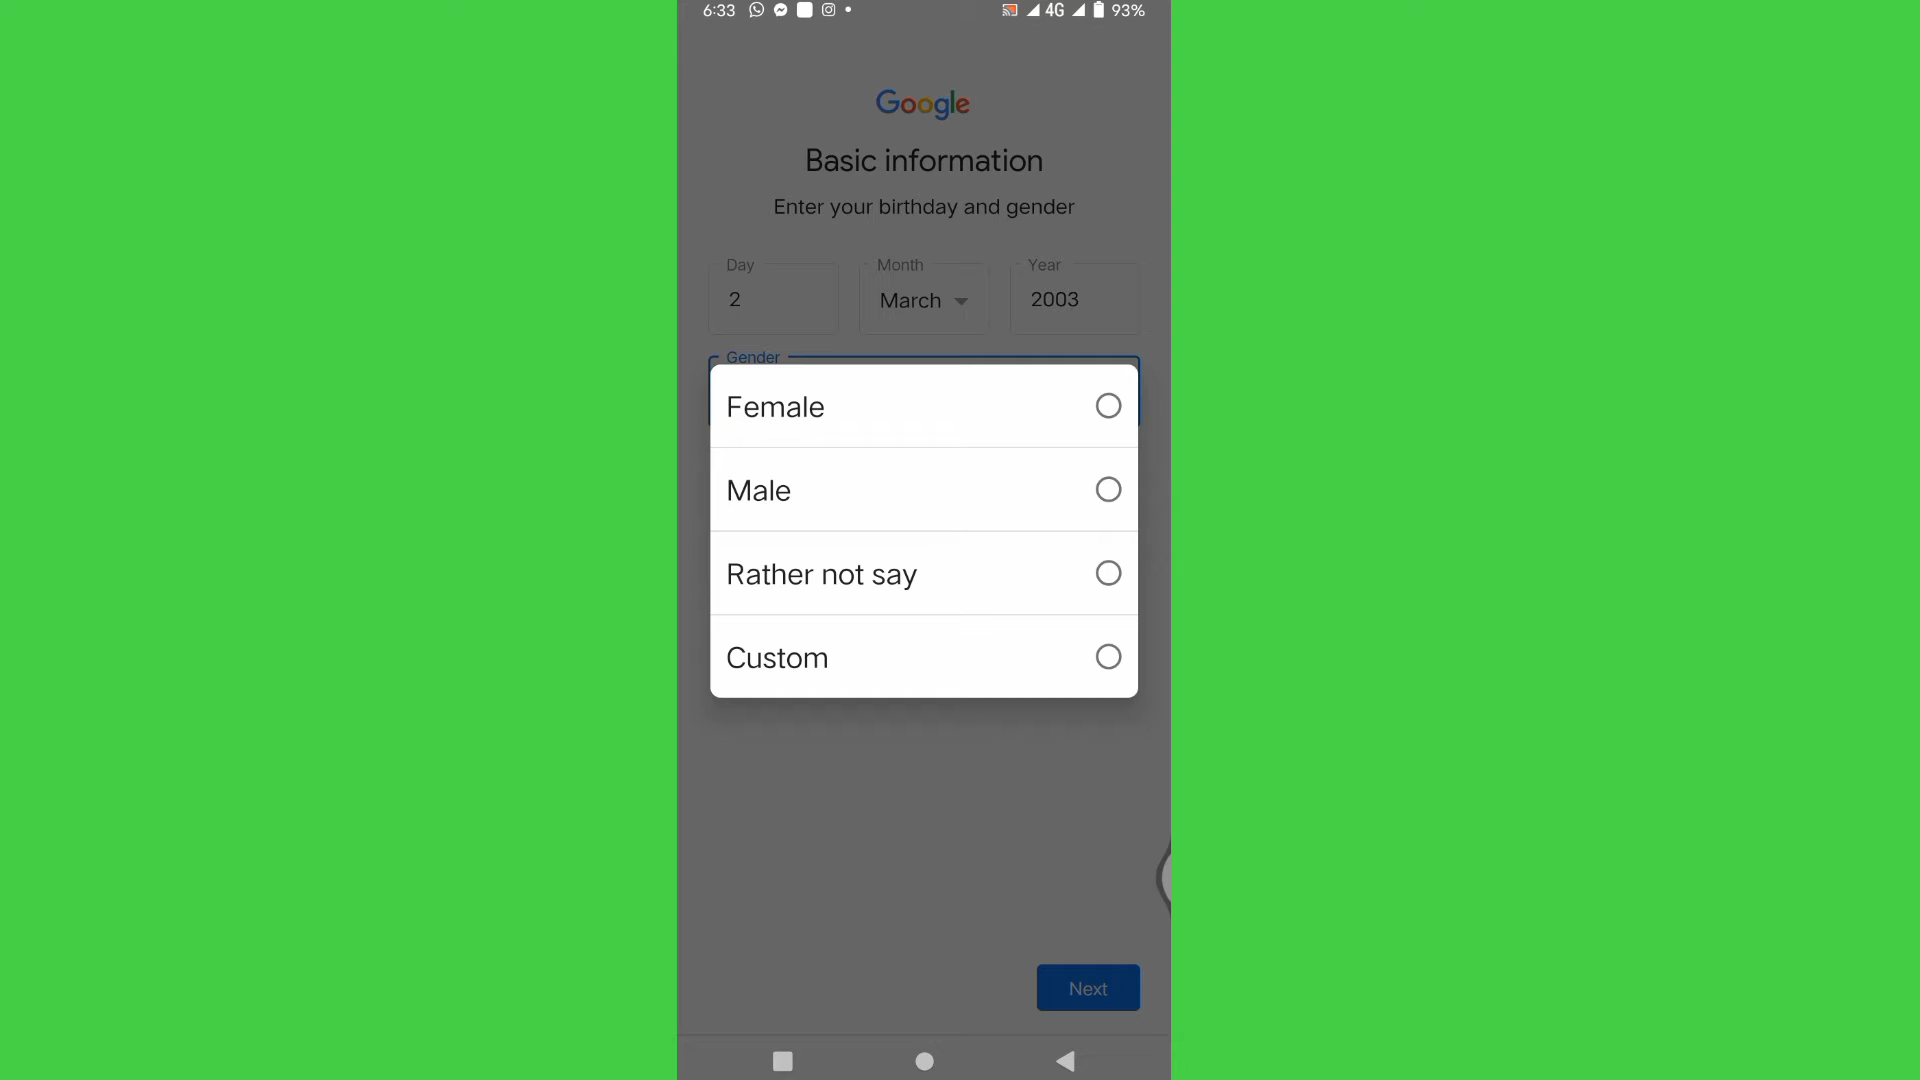 6:33 4G 93%
Google
Basic information
Enter your birthday and gender
Day Month Year
2 March 2003
Gender
Female
Male
Rather not say
Custom
Next